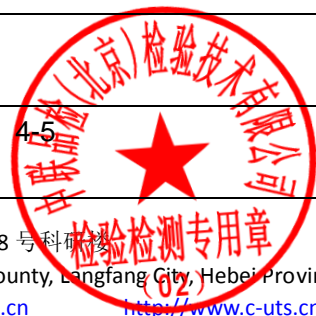 中联品检(北京)检验技术有限公司
4-5
检验检测专用章
8 号科研楼
ounty, Langfang City, Hebei Provin
(02)
.cn http://www.c-uts.cn